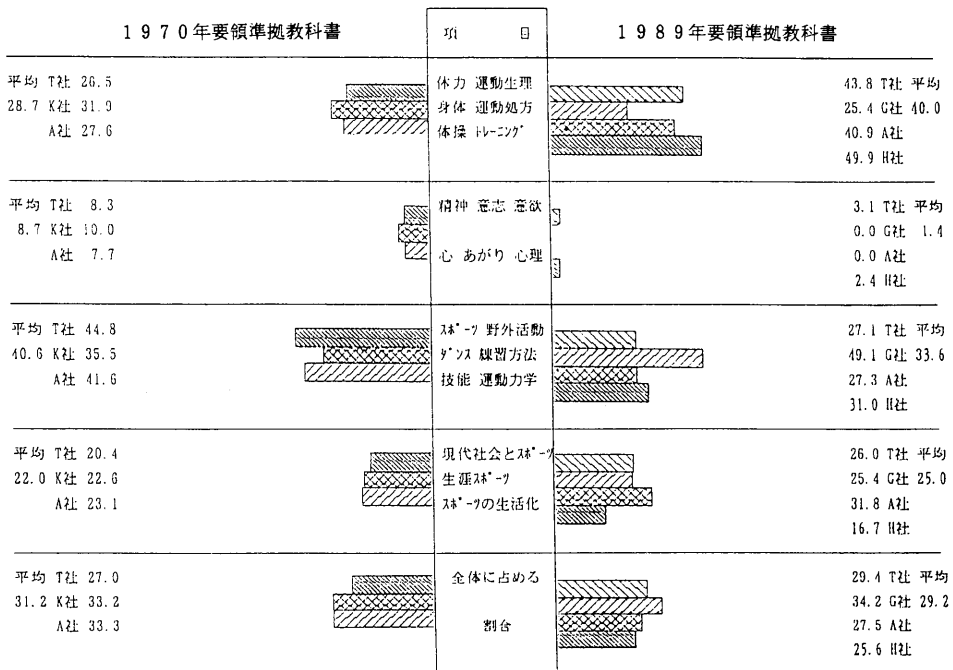 1970年要領準拠教科書 項 目 1989年要領準拠教科書
平均 T社 26.5 体力 運動生理 43.8 T社 平均
28.7 K社 31.9 身体 運動処方 25.4 G社 40.0
A社 27.6 体操 トレーニング 40.9 A社
49.9 H社
平均 T社 8.3 精神 意志 意欲 3.1 T社 平均
8.7 K社 10.0 0.0 G社 1.4
A社 7.7 心 あがり 心理 0.0 A社
2.4 H社
平均 T社 44.8 スポーツ 野外活動 27.1 T社 平均
40.6 K社 35.5 ダンス 練習方法 49.1 G社 33.6
A社 41.6 技能 運動力学 27.3 A社
31.0 H社
平均 T社 20.4 現代社会とスポーツ 26.0 T社 平均
22.0 K社 22.6 生涯スポーツ 25.4 G社 25.0
A社 23.1 スポーツの生活化 31.8 A社
16.7 H社
平均 T社 27.0 全体に占める 29.4 T社 平均
31.2 K社 33.2 34.2 G社 29.2
A社 33.3 割合 27.5 A社
25.6 H社